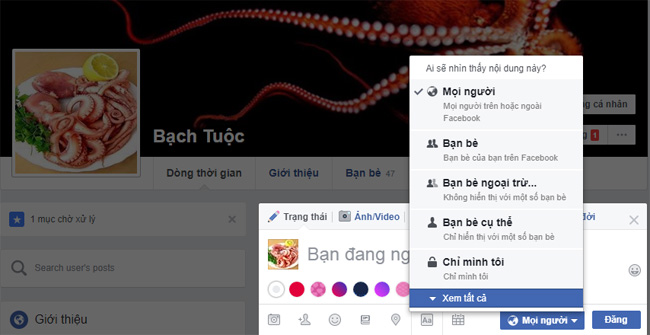 Bạch Tuộc
ng cá nhân
1
Dòng thời gian
Giới thiệu
Bạn bè 47
1 mục chờ xử lý
Search user's posts
Giới thiệu
Trạng thái
Ảnh/Video
đời
Bạn đang ng
Ai sẽ nhìn thấy nội dung này?
Mọi người
Mọi người trên hoặc ngoài
Facebook
Bạn bè
Bạn bè của bạn trên Facebook
Bạn bè ngoại trừ...
Không hiển thị với một số bạn bè
Bạn bè cụ thể
Chỉ hiển thị với một số bạn bè
Chỉ mình tôi
Chỉ mình tôi
Xem tất cả
Aa
Mọi người
Đăng